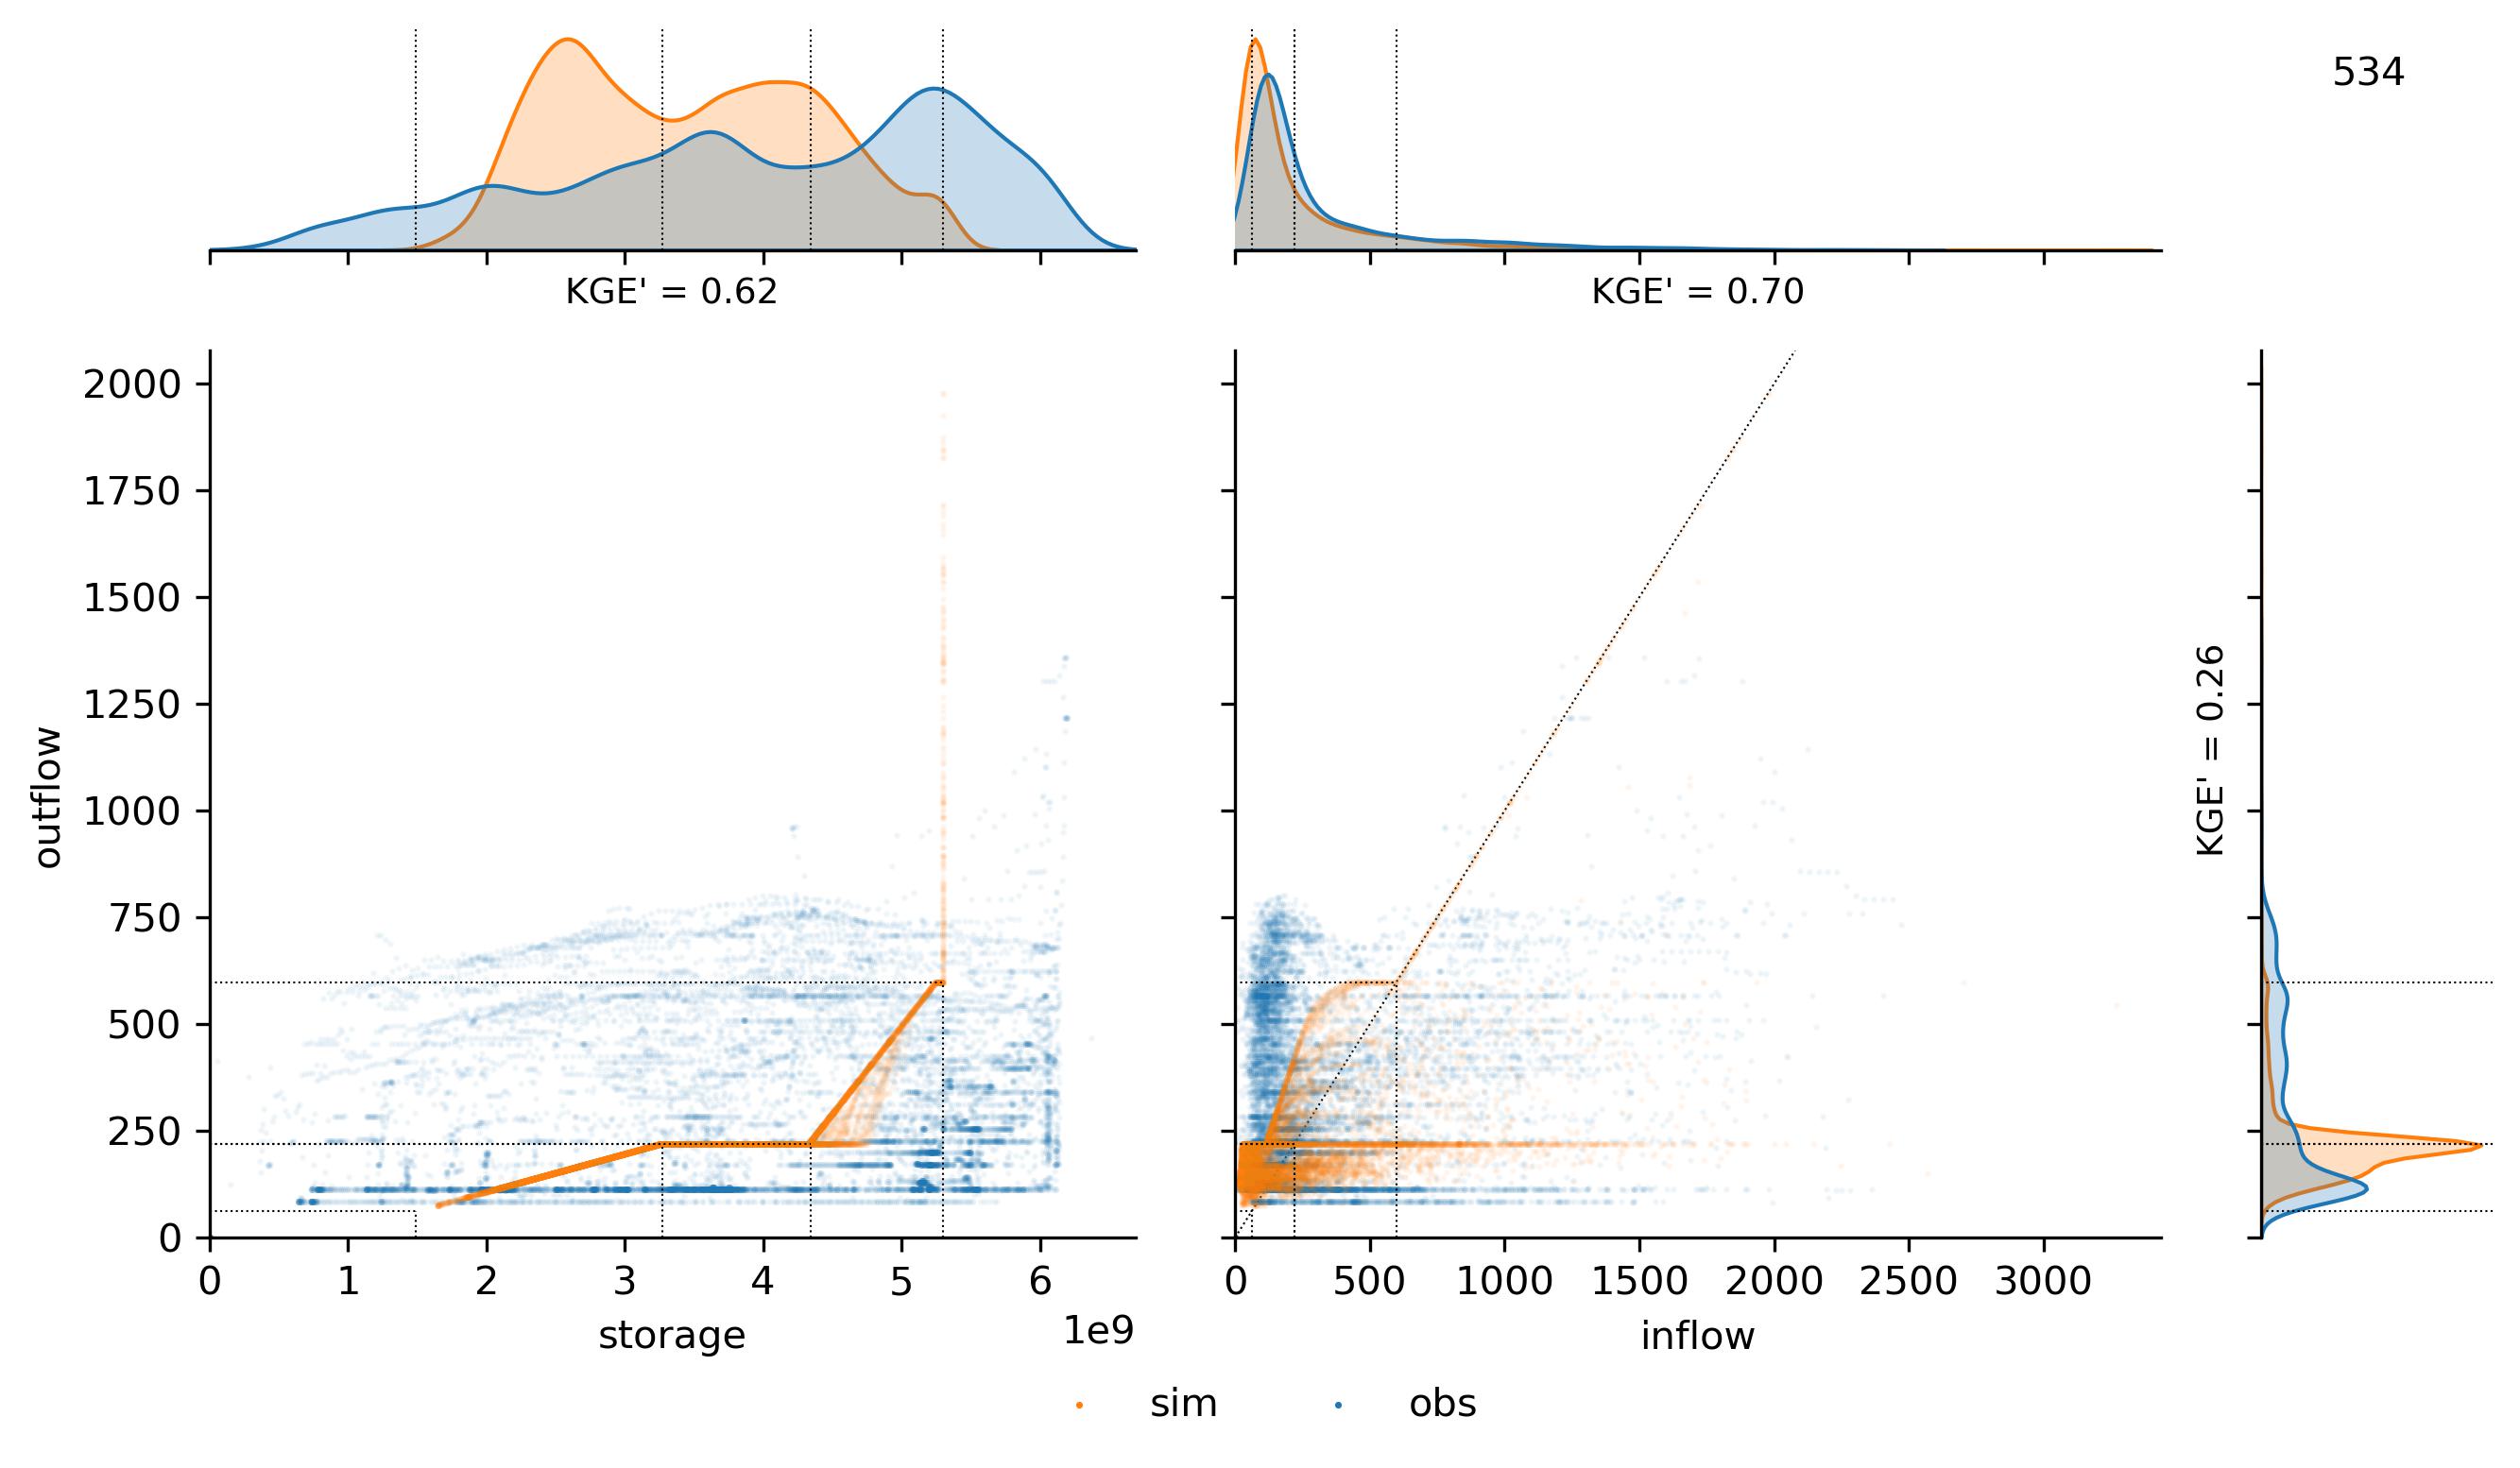 534
KGE' = 0.62
KGE' = 0.70
2000
1750
1500
1250
1000
750
500
250
0
outflow
KGE' = 0.26
0 1 2 3 4 5 6
1e9
storage
0 500 1000 1500 2000 2500 3000
inflow
sim obs